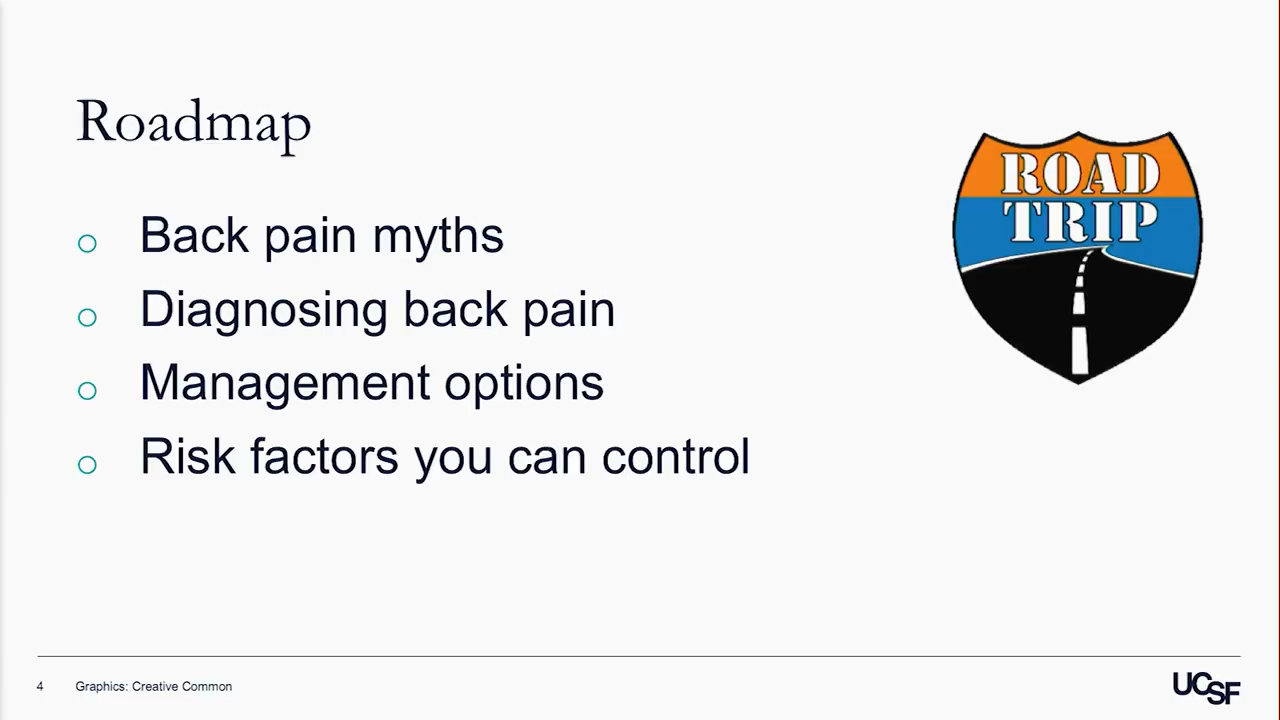 Roadmap
ROAD
TRIP
o Back pain myths
o Diagnosing back pain
o Management options
o Risk factors you can control
4 Graphics: Creative Common
UCSF